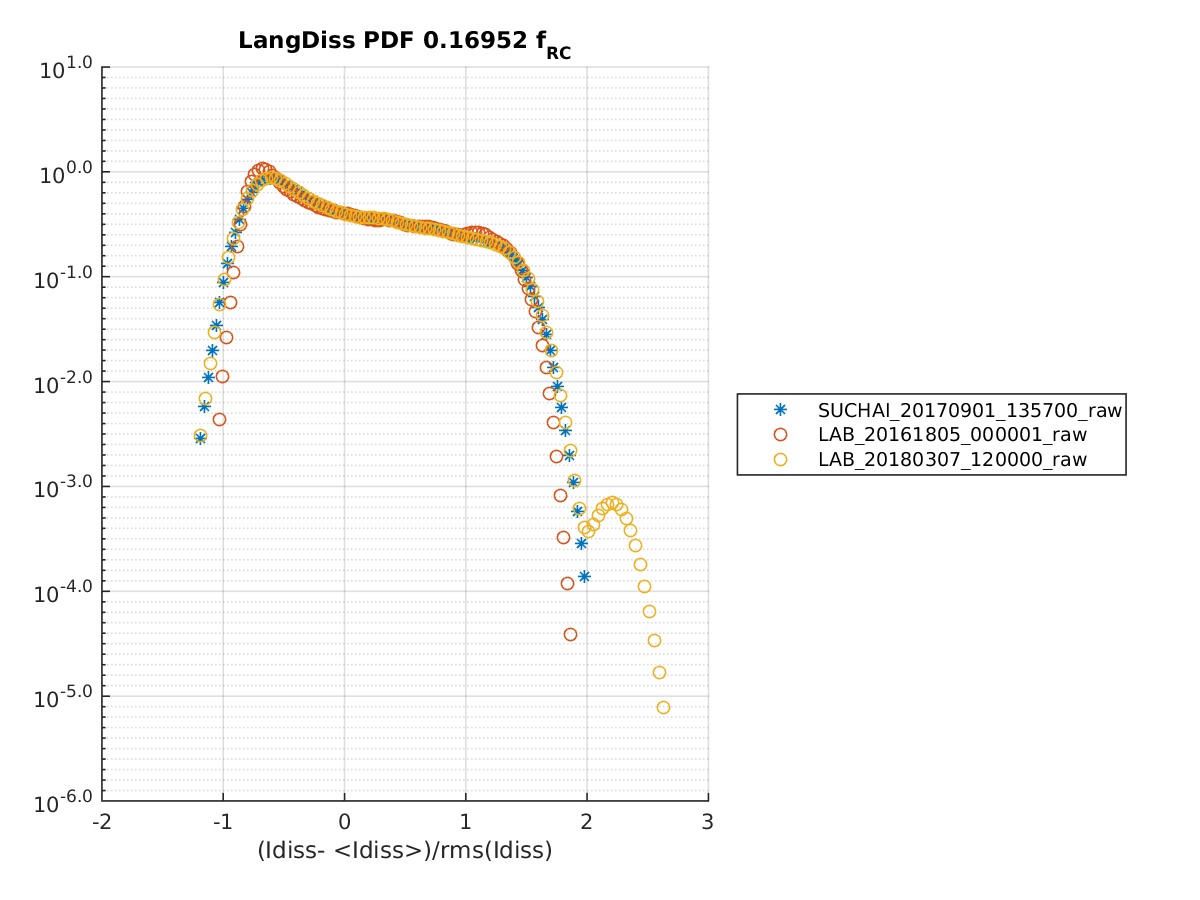 LangDiss PDF 0.16952 f_RC
10^1.0
10^0.0
10^-1.0
10^-2.0
10^-3.0
10^-4.0
10^-5.0
10^-6.0
-2 -1 0 1 2 3
(Idiss- <Idiss>)/rms(Idiss)
SUCHAI_20170901_135700_raw
LAB_20161805_000001_raw
LAB_20180307_120000_raw